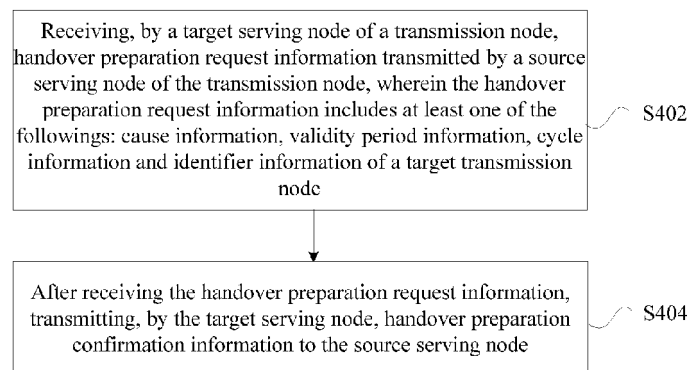 Receiving, by a target serving node of a transmission node,
handover preparation request information transmitted by a source
serving node of the transmission node, wherein the handover
preparation request information includes at least one of the
followings: cause information, validity period information, cycle
information and identifier information of a target transmission
node
S402
After receiving the handover preparation request information,
transmitting, by the target serving node, handover preparation
confirmation information to the source serving node
S404